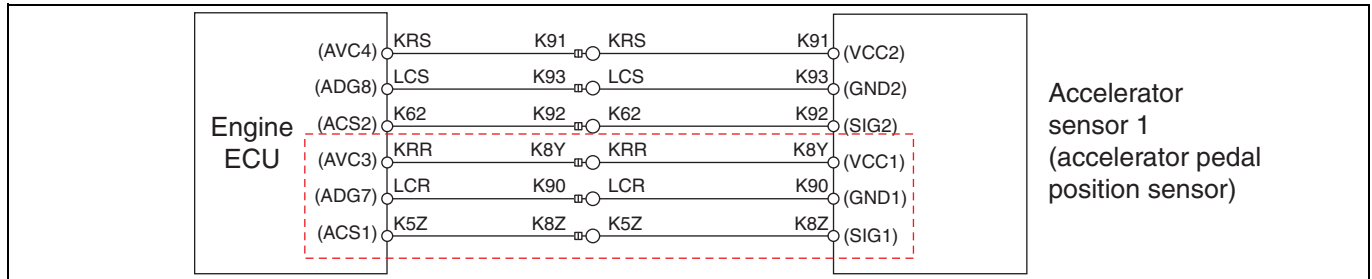 (AVC4) KRS K91 KRS K91 (VCC2)
(ADG8) LCS K93 LCS K93 (GND2)
Engine ECU
(ACS2) K62 K92 K62 K92 (SIG2)
(AVC3) KRR K8Y KRR K8Y (VCC1)
(ADG7) LCR K90 LCR K90 (GND1)
(ACS1) K5Z K8Z K5Z K8Z (SIG1)
Accelerator
sensor 1
(accelerator pedal
position sensor)